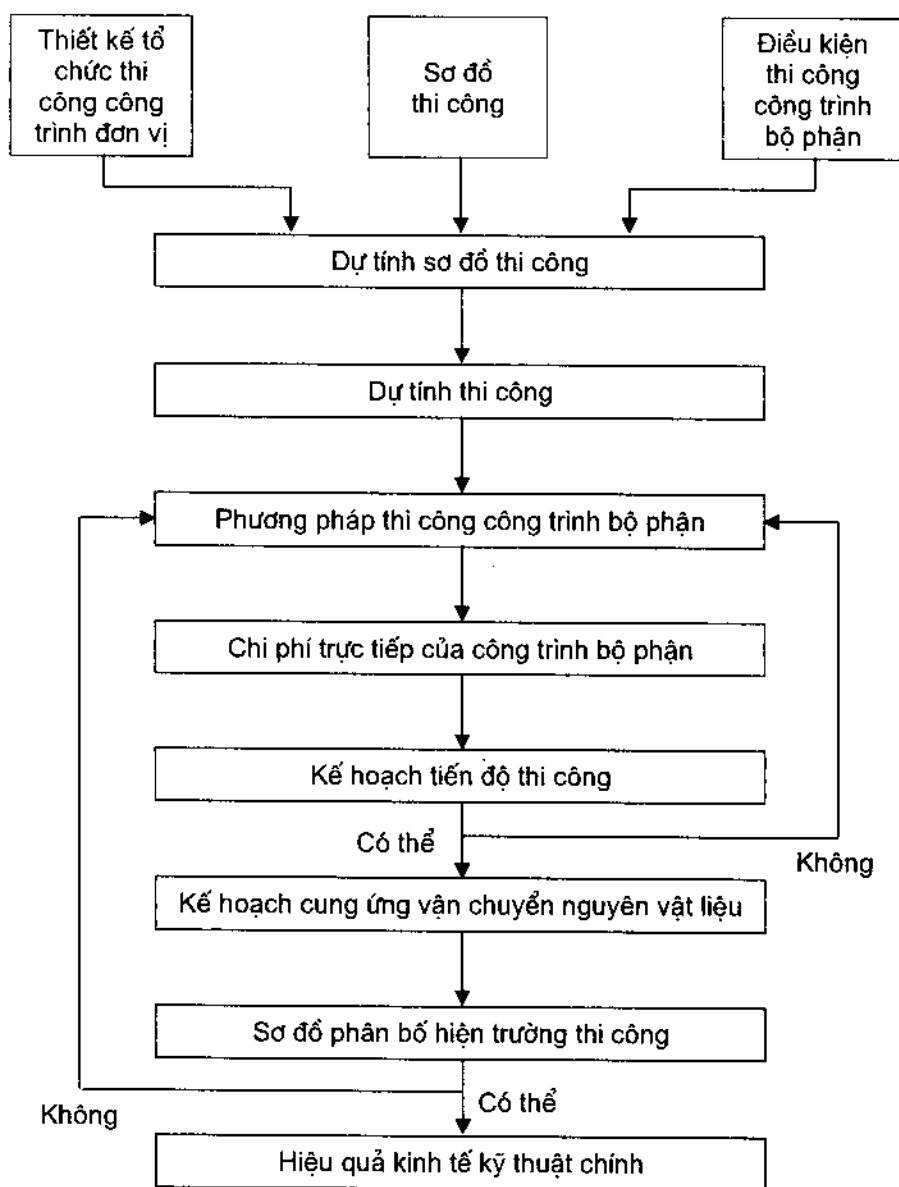 Thiết kế tổ
chức thi
công công
trình đơn vị
Sơ đồ
thi công
Điều kiện
thi công
công trình
bộ phận
Dự tính sơ đồ thi công
Dự tính thi công
Phương pháp thi công công trình bộ phận
Chi phí trực tiếp của công trình bộ phận
Kế hoạch tiến độ thi công
Có thể
Không
Kế hoạch cung ứng vận chuyển nguyên vật liệu
Sơ đồ phân bố hiện trường thi công
Không
Có thể
Hiệu quả kinh tế kỹ thuật chính